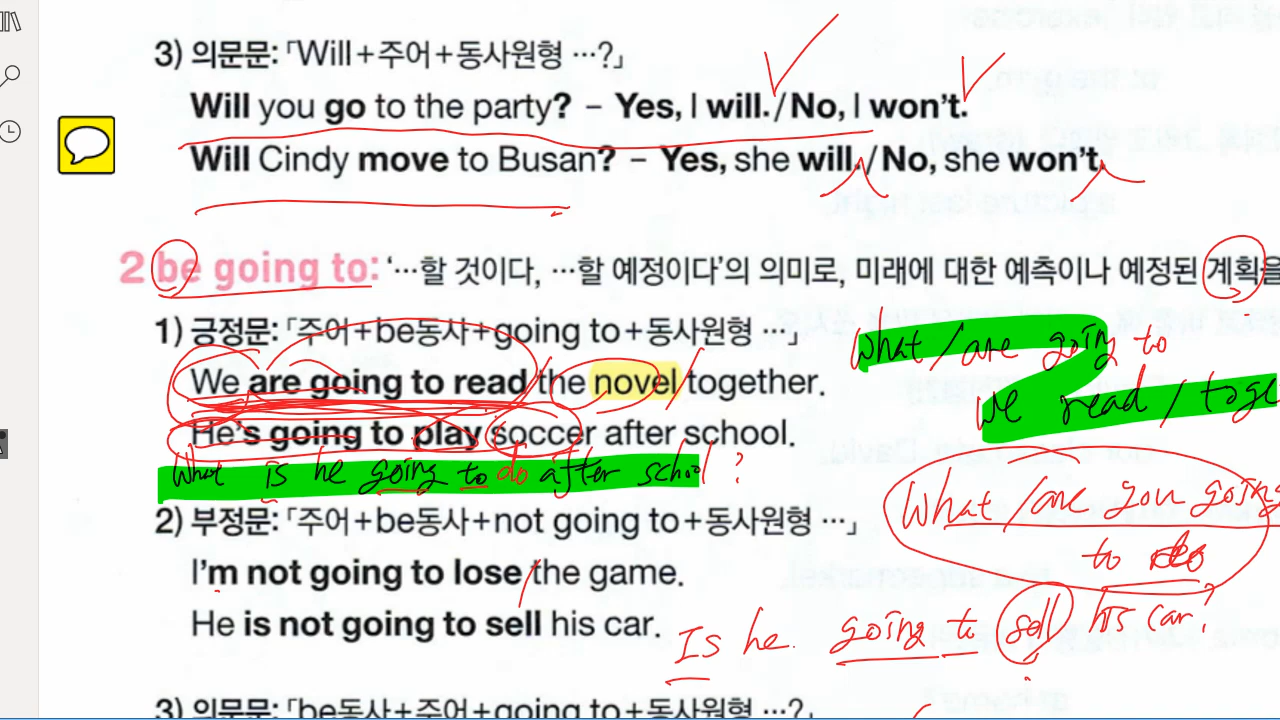 3) 의문문: 「Will+주어+동사원형 …?」
Will you go to the party? – Yes, I will./No, I won't.
Will Cindy move to Busan? – Yes, she will./No, she won't.
2 be going to: '…할 것이다, …할 예정이다'의 의미로, 미래에 대한 예측이나 예정된 계획을
1) 긍정문: 「주어+be동사+going to+동사원형 …」
What / are going to
We are going to read the novel together.
we read / toge
He's going to play soccer after school.
What is he going to do after school?
What / are you going
to do
2) 부정문: 「주어+be동사+not going to+동사원형 …」
I'm not going to lose the game.
He is not going to sell his car.
Is he going to sell his car?
3) 의문문: 「be동사+주어+going to+동사원형 …?」